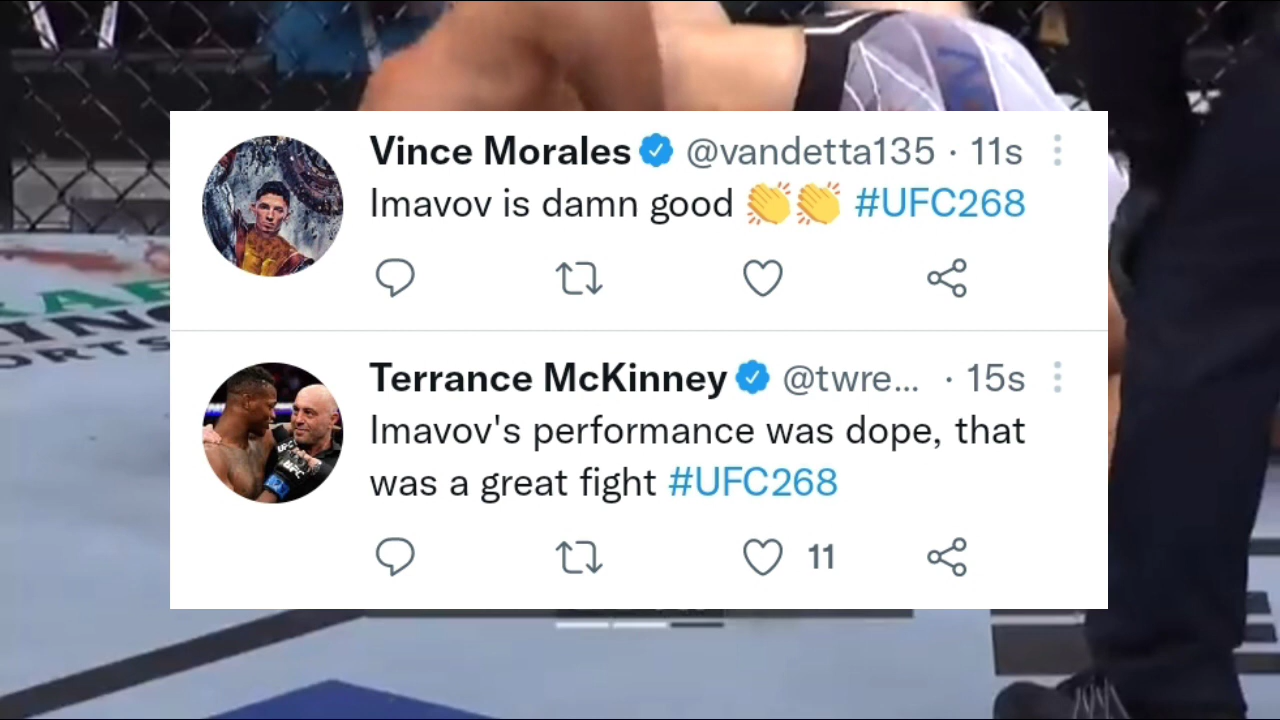 Vince Morales @vandetta135 · 11s
Imavov is damn good 👏👏 #UFC268
Terrance McKinney @twre... · 15s
Imavov's performance was dope, that
was a great fight #UFC268
11